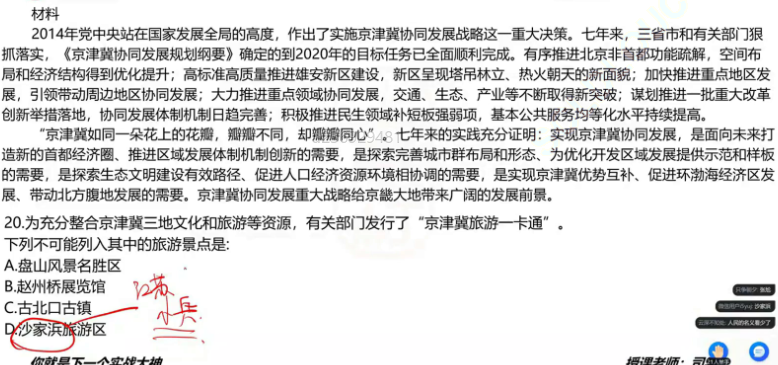 材料
2014年党中央站在国家发展全局的高度，作出了实施京津冀协同发展战略这一重大决策。七年来，三省市和有关部门狠
抓落实，《京津冀协同发展规划纲要》确定的到2020年的目标任务已全面顺利完成。有序推进北京非首都功能疏解，空间布
局和经济结构得到优化提升；高标准高质量推进雄安新区建设，新区呈现塔吊林立、热火朝天的新面貌；加快推进重点地区发
展，引领带动周边地区协同发展；大力推进重点领域协同发展，交通、生态、产业等不断取得新突破；谋划推进一批重大改革
创新举措落地，协同发展体制机制日趋完善；积极推进民生领域补短板强弱项，基本公共服务均等化水平持续提高。
“京津冀如同一朵花上的花瓣，瓣瓣不同，却瓣瓣同心”。七年来的实践充分证明：实现京津冀协同发展，是面向未来打
造新的首都经济圈、推进区域发展体制机制创新的需要，是探索完善城市群布局和形态、为优化开发区域发展提供示范和样板
的需要，是探索生态文明建设有效路径、促进人口经济资源环境相协调的需要，是实现京津冀优势互补、促进环渤海经济区发
展、带动北方腹地发展的需要。京津冀协同发展重大战略给京畿大地带来广阔的发展前景。
20.为充分整合京津冀三地文化和旅游等资源，有关部门发行了“京津冀旅游一卡通”。
下列不可能列入其中的旅游景点是:
A.盘山风景名胜区
B.赵州桥展览馆
C.古北口古镇
D.沙家浜旅游区
江苏
小兵
沙家浜
人民的名义看少了
你就是下一个实战大神
授课老师：司